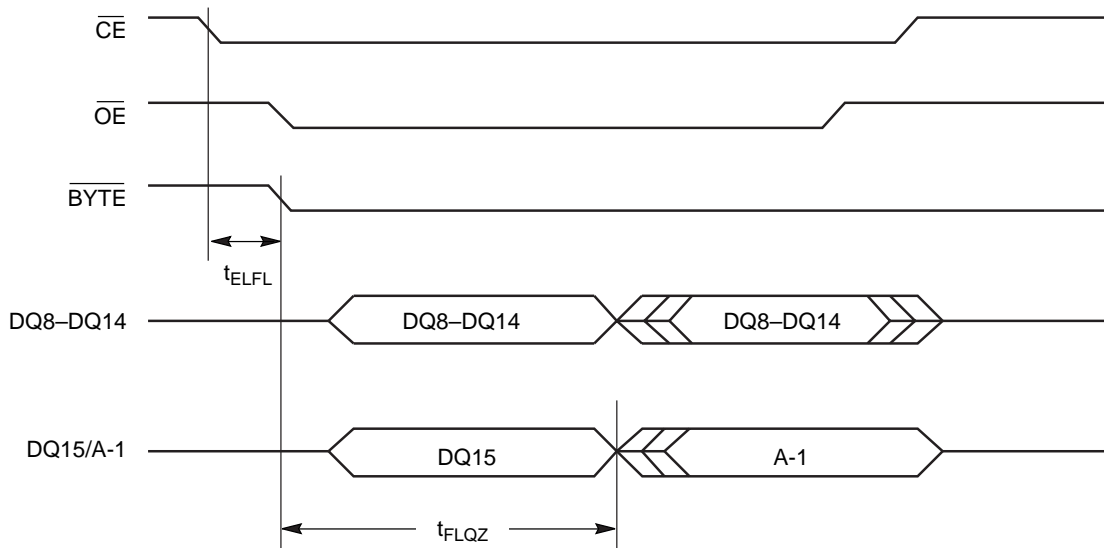 CE
OE
BYTE
tELFL
DQ8–DQ14 DQ8–DQ14 DQ8–DQ14
DQ15/A-1 DQ15 A-1
tFLQZ